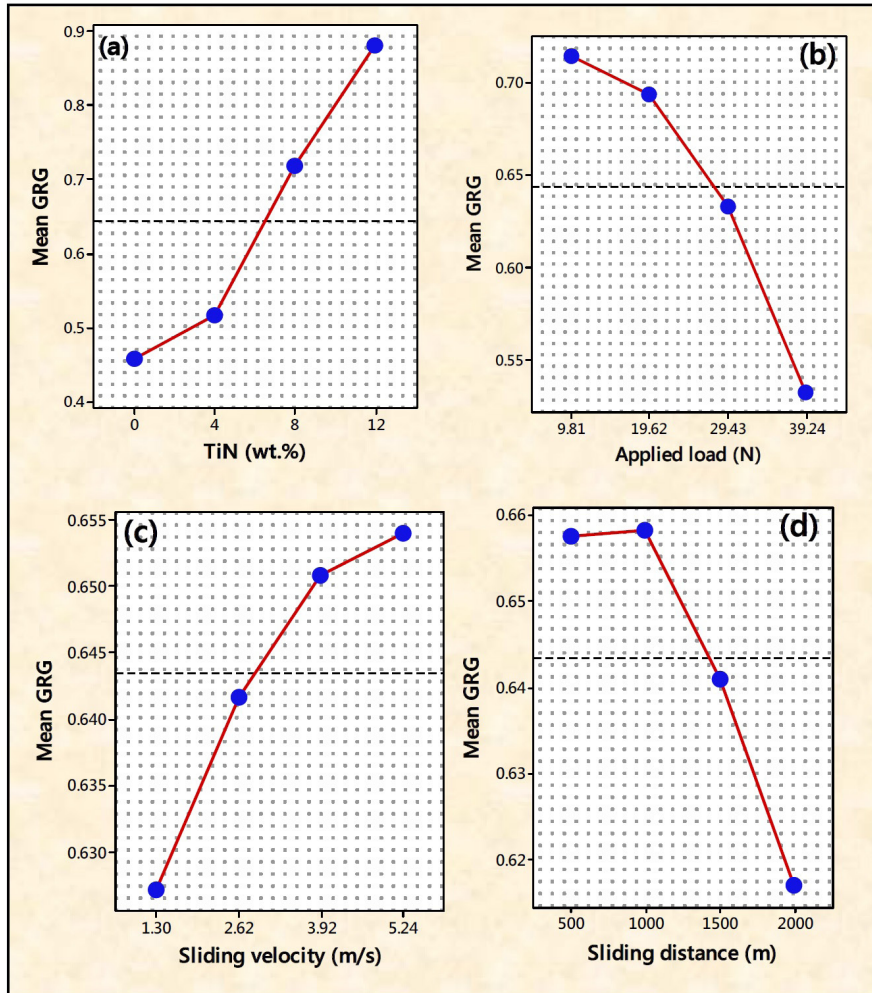 (a)
0.9
0.8
0.7
0.6
0.5
0.4
Mean GRG
0 4 8 12
TiN (wt.%)
(b)
0.70
0.65
0.60
0.55
Mean GRG
9.81 19.62 29.43 39.24
Applied load (N)
(c)
0.655
0.650
0.645
0.640
0.635
0.630
Mean GRG
1.30 2.62 3.92 5.24
Sliding velocity (m/s)
(d)
0.66
0.65
0.64
0.63
0.62
Mean GRG
500 1000 1500 2000
Sliding distance (m)